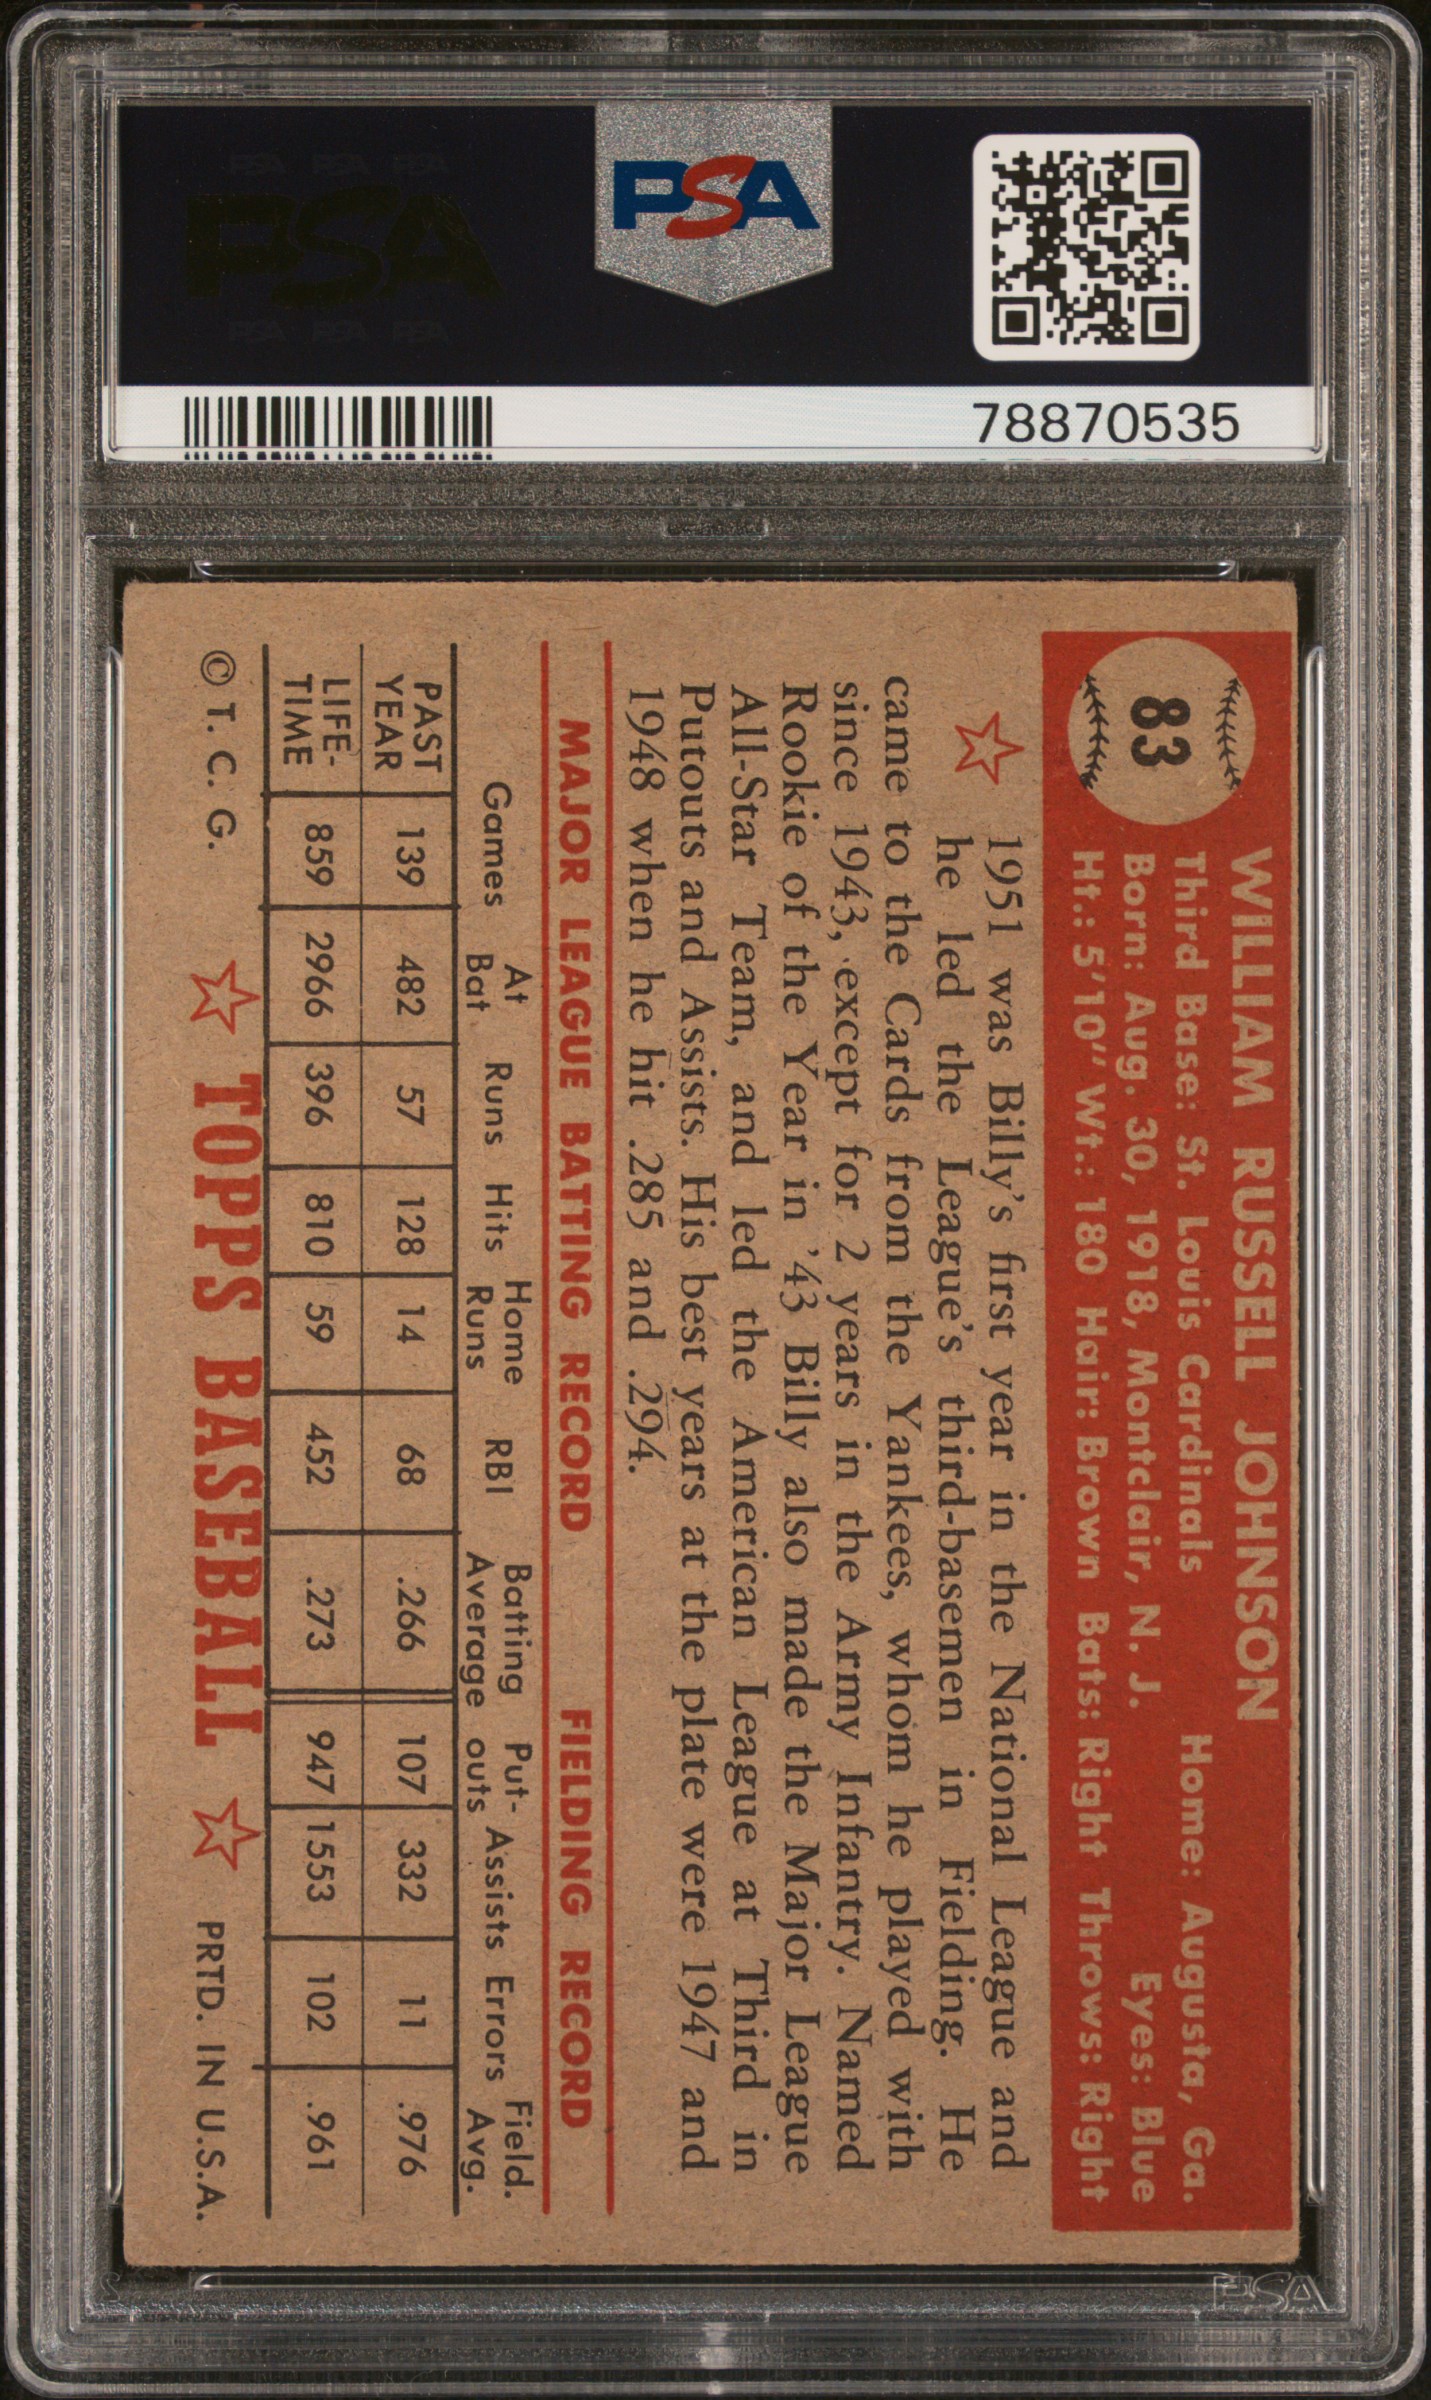 PSA PSA PSA
PSA
PSA PSA PSA
PSA
78870535
83
WILLIAM RUSSELL JOHNSON
Third Base: St. Louis Cardinals Home: Augusta, Ga.
Born: Aug. 30, 1918, Montclair, N. J. Eyes: Blue
Ht.: 5'10" Wt.: 180 Hair: Brown Bats: Right Throws: Right
1951 was Billy's first year in the National League and
he led the League's third-basemen in Fielding. He
came to the Cards from the Yankees, whom he played with
since 1943, except for 2 years in the Army Infantry. Named
Rookie of the Year in '43 Billy also made the Major League
All-Star Team, and led the American League at Third in
Putouts and Assists. His best years at the plate were 1947 and
1948 when he hit .285 and .294.
MAJOR LEAGUE BATTING RECORD FIELDING RECORD
Games At Bat Runs Hits Home Runs RBI Batting Average Put-outs Assists Errors Field. Avg.
PAST YEAR 139 482 57 128 14 68 .266 107 332 11 .976
LIFE-TIME 859 2966 396 810 59 452 .273 947 1553 102 .961
© T. C. G. TOPPS BASEBALL PRTD. IN U.S.A.
PSA